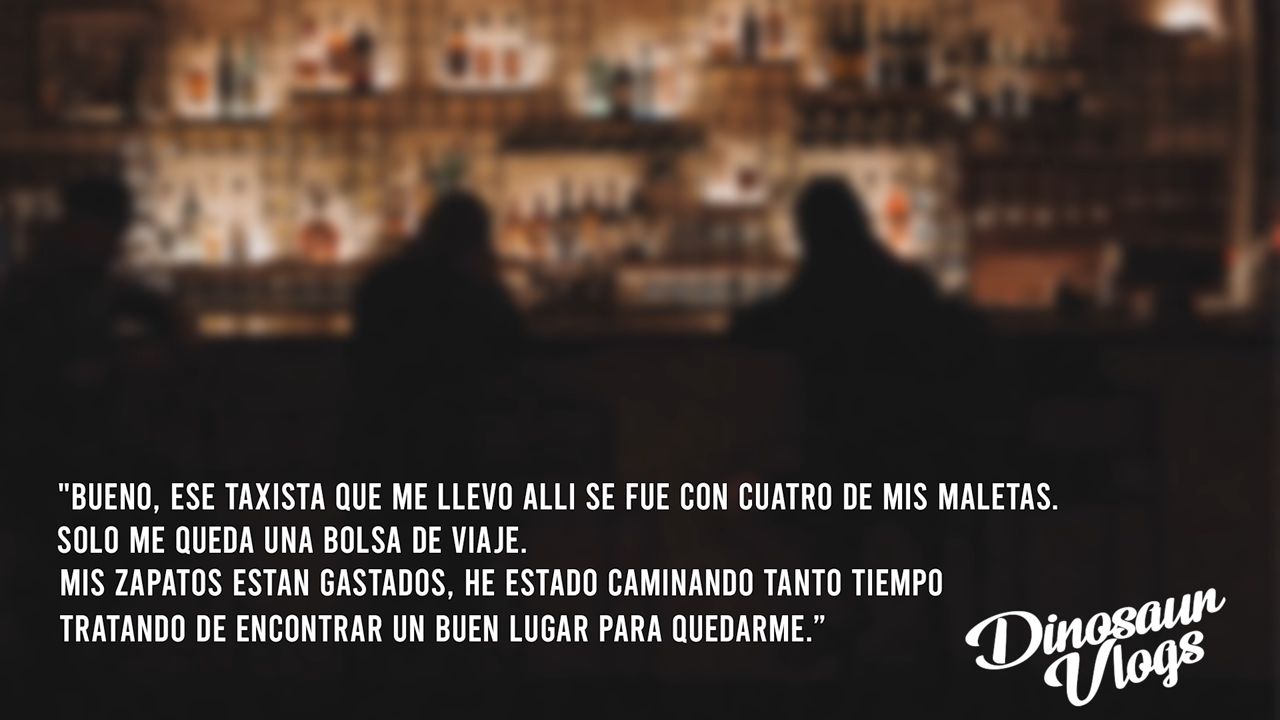 "BUENO, ESE TAXISTA QUE ME LLEVO ALLI SE FUE CON CUATRO DE MIS MALETAS.
SOLO ME QUEDA UNA BOLSA DE VIAJE.
MIS ZAPATOS ESTAN GASTADOS, HE ESTADO CAMINANDO TANTO TIEMPO
TRATANDO DE ENCONTRAR UN BUEN LUGAR PARA QUEDARME.”
Dinosaur
Vlogs